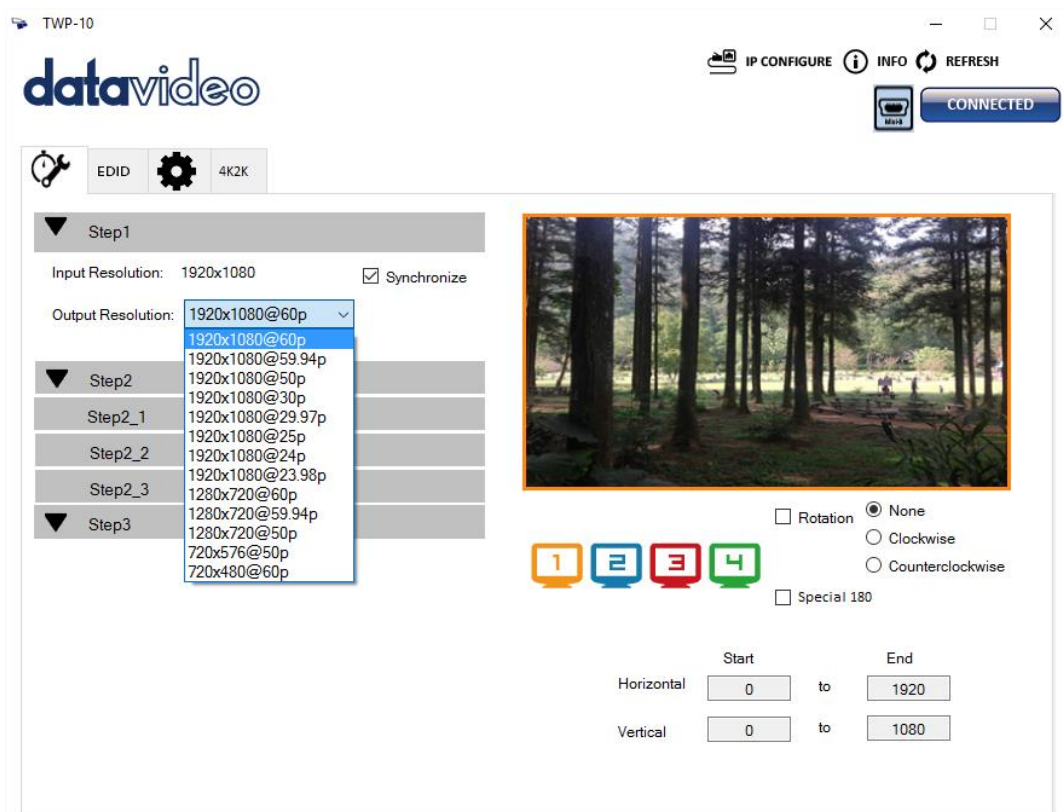 TWP-10
datavideo
IP CONFIGURE
INFO
REFRESH
MINI-B
CONNECTED
EDID
4K2K
Step1
Input Resolution: 1920x1080
Synchronize
Output Resolution: 1920x1080@60p
1920x1080@60p
1920x1080@59.94p
1920x1080@50p
1920x1080@30p
1920x1080@29.97p
1920x1080@25p
1920x1080@24p
1920x1080@23.98p
1280x720@60p
1280x720@59.94p
1280x720@50p
720x576@50p
720x480@60p
Step2
Step2_1
Step2_2
Step2_3
Step3
1 2 3 4
Rotation
None
Clockwise
Counterclockwise
Special 180
Start End
Horizontal 0 to 1920
Vertical 0 to 1080